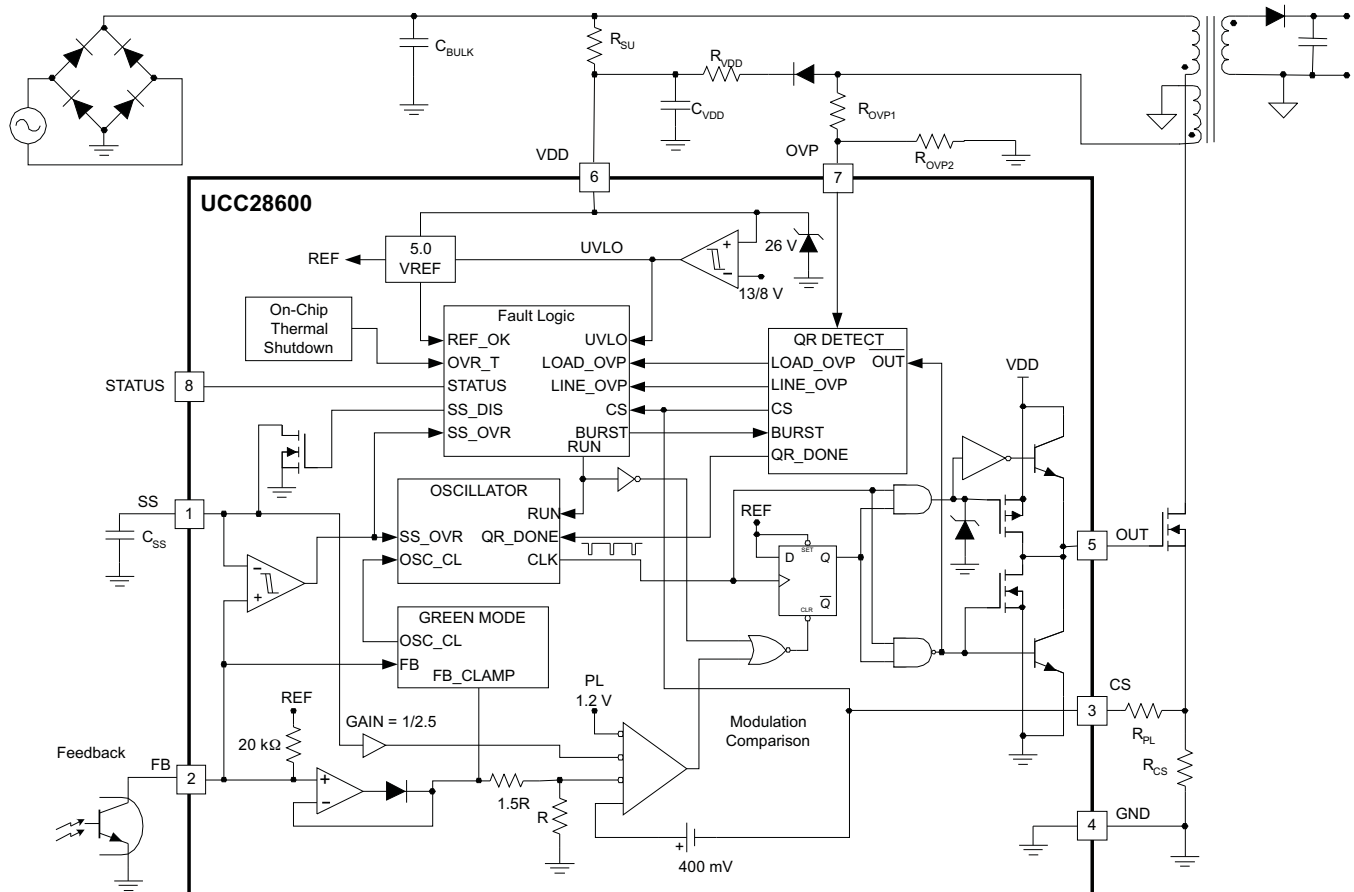 C_BULK
R_SU
R_VDD
C_VDD
R_OVP1
R_OVP2
VDD
OVP
6
7
UCC28600
REF
5.0
VREF
UVLO
+
−
26 V
13/8 V
On-Chip
Thermal
Shutdown
Fault Logic
REF_OK
UVLO
OVR_T
LOAD_OVP
STATUS
LINE_OVP
SS_DIS
CS
SS_OVR
BURST
RUN
QR DETECT
LOAD_OVP
OUT
LINE_OVP
CS
BURST
QR_DONE
VDD
STATUS
8
SS
1
C_SS
OSCILLATOR
RUN
SS_OVR
QR_DONE
OSC_CL
CLK
REF
SET
D
Q
Q
CLR
5
OUT
−
+
GREEN MODE
OSC_CL
FB
FB_CLAMP
REF
20 kΩ
GAIN = 1/2.5
PL
1.2 V
Modulation
Comparison
3
CS
R_PL
R_CS
Feedback
FB
2
+
−
1.5R
R
+
400 mV
4
GND